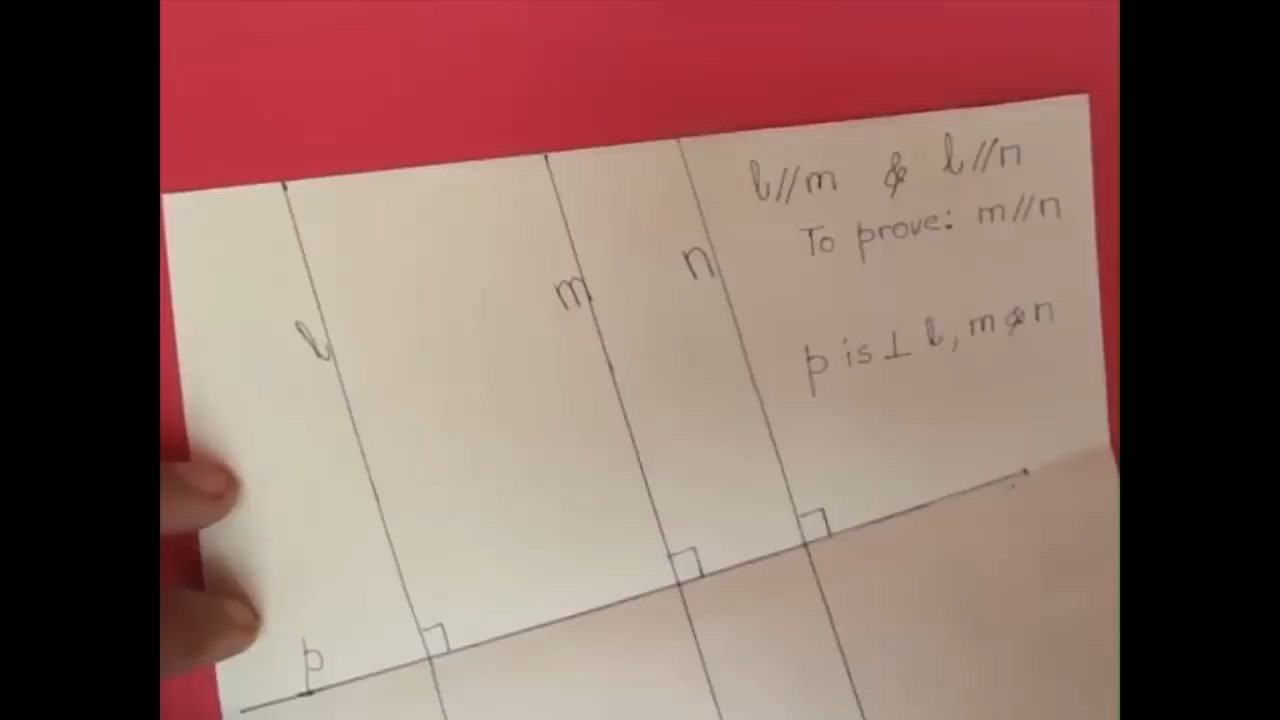 l//m & l//n
To prove: m//n
n
m
p is ⊥ l, m & n
l
p